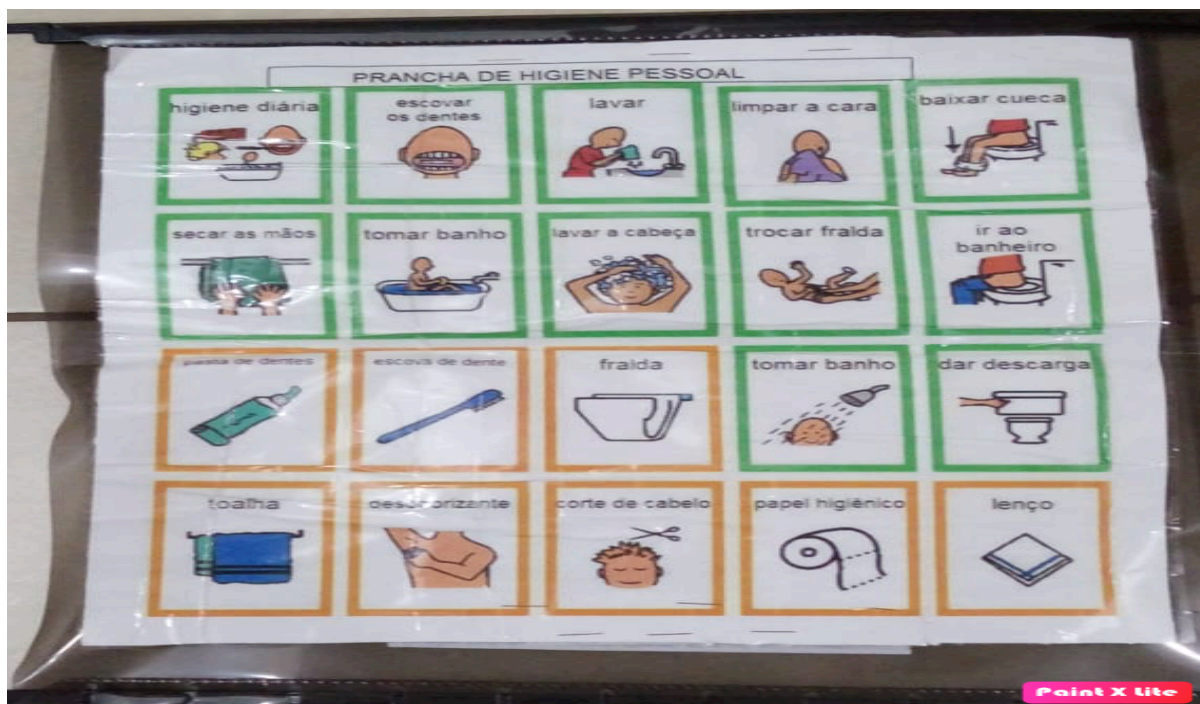 PRANCHA DE HIGIENE PESSOAL
higiene diária
escovar
os dentes
lavar
limpar a cara
baixar cueca
secar as mãos
tomar banho
lavar a cabeça
trocar fralda
ir ao
banheiro
pasta de dentes
escova de dente
fralda
tomar banho
dar descarga
toalha
desodorizante
corte de cabelo
papel higiênico
lenço
Paint X Lite